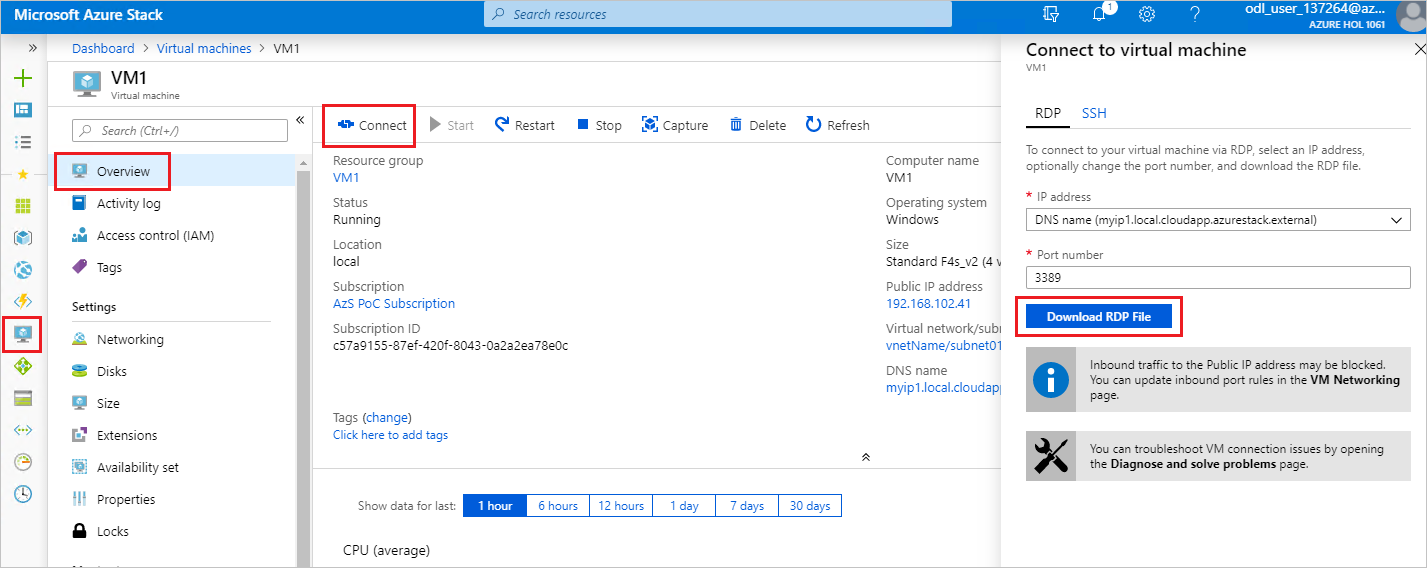 Microsoft Azure Stack
Search resources
1
odl_user_137264@az...
AZURE HOL 1061
Dashboard > Virtual machines > VM1
VM1
Virtual machine
Search (Ctrl+/)
Overview
Activity log
Access control (IAM)
Tags
Settings
Networking
Disks
Size
Extensions
Availability set
Properties
Locks
Connect Start Restart Stop Capture Delete Refresh
Resource group
VM1
Status
Running
Location
local
Subscription
AzS PoC Subscription
Subscription ID
c57a9155-87ef-420f-8043-0a2a2ea78e0c
Computer name
VM1
Operating system
Windows
Size
Standard F4s_v2 (4 v
Public IP address
192.168.102.41
Virtual network/subn
vnetName/subnet01
DNS name
myip1.local.cloudapp
Tags (change)
Click here to add tags
Show data for last: 1 hour 6 hours 12 hours 1 day 7 days 30 days
CPU (average)
Connect to virtual machine
VM1
RDP SSH
To connect to your virtual machine via RDP, select an IP address,
optionally change the port number, and download the RDP file.
* IP address
DNS name (myip1.local.cloudapp.azurestack.external)
* Port number
3389
Download RDP File
Inbound traffic to the Public IP address may be blocked.
You can update inbound port rules in the VM Networking
page.
You can troubleshoot VM connection issues by opening
the Diagnose and solve problems page.